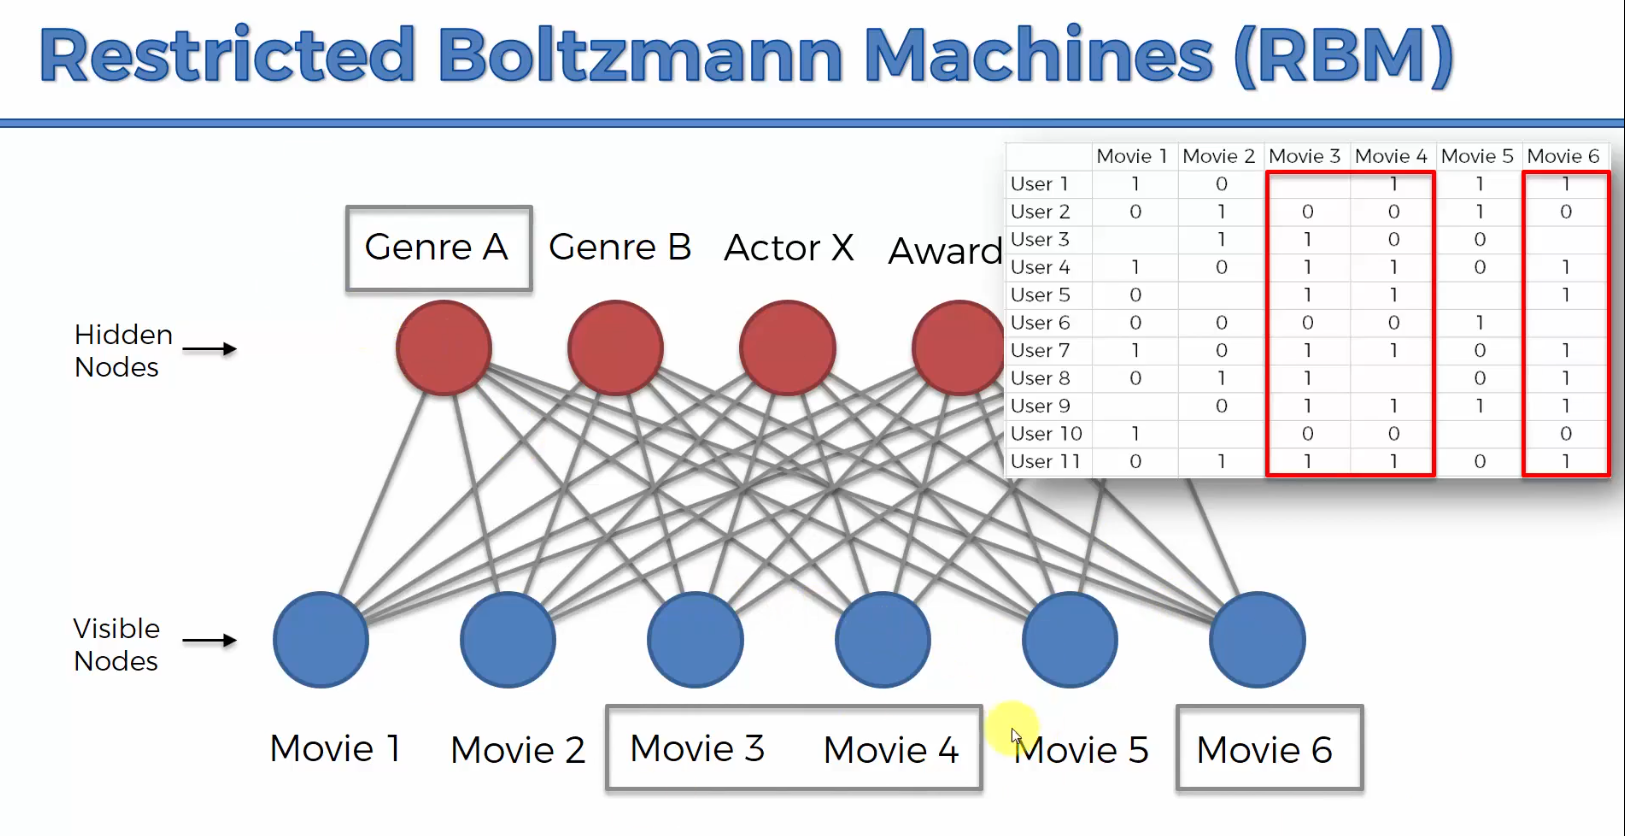 Restricted Boltzmann Machines (RBM)
Movie 1 Movie 2 Movie 3 Movie 4 Movie 5 Movie 6
User 1 1 0 1 1 1
User 2 0 1 0 0 1 0
User 3 1 1 0 0
User 4 1 0 1 1 0 1
User 5 0 1 1 1
User 6 0 0 0 0 1
User 7 1 0 1 1 0 1
User 8 0 1 1 0 1
User 9 0 1 1 1 1
User 10 1 0 0 0
User 11 0 1 1 1 0 1
Genre A Genre B Actor X Award
Hidden
Nodes
Visible
Nodes
Movie 1 Movie 2 Movie 3 Movie 4 Movie 5 Movie 6